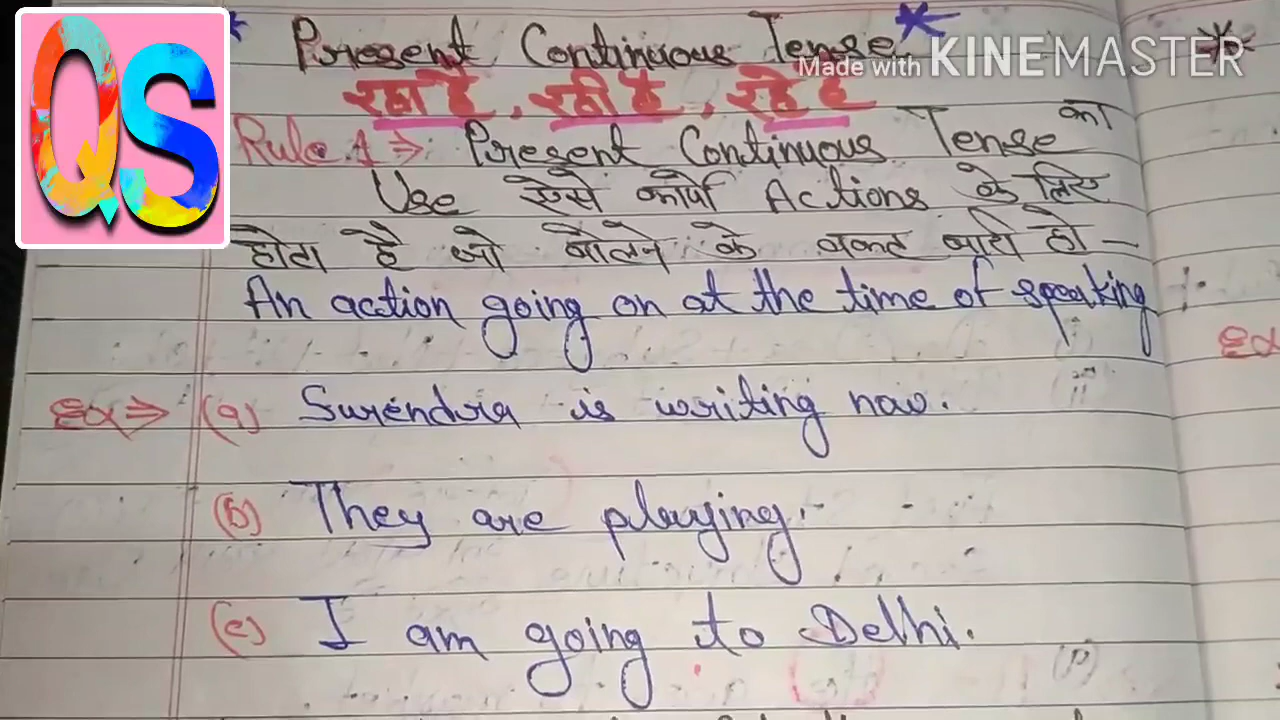 QS
* Present Continuous Tense *
Made with KINEMASTER
रहा है, रही है, रहे हैं
Rule 1 ⇒ Present Continuous Tense का
Use ऐसे कार्यो Actions के लिए
होता है जो बोलने के वक्त जारी हो —
An action going on at the time of speaking
Ex
Ex ⇒ (a) Surendra is writing now.
(b) They are playing.
(c) I am going to Delhi.
(P)